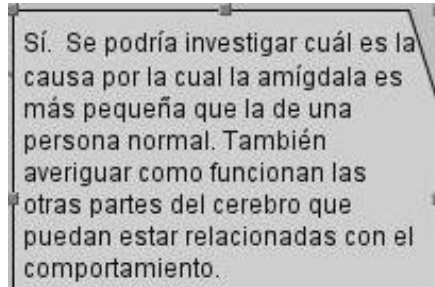 Sí.  Se podría investigar cuál es la
causa por la cual la amígdala es
más pequeña que la de una
persona normal. También
averiguar como funcionan las
otras partes del cerebro que
puedan estar relacionadas con el
comportamiento.